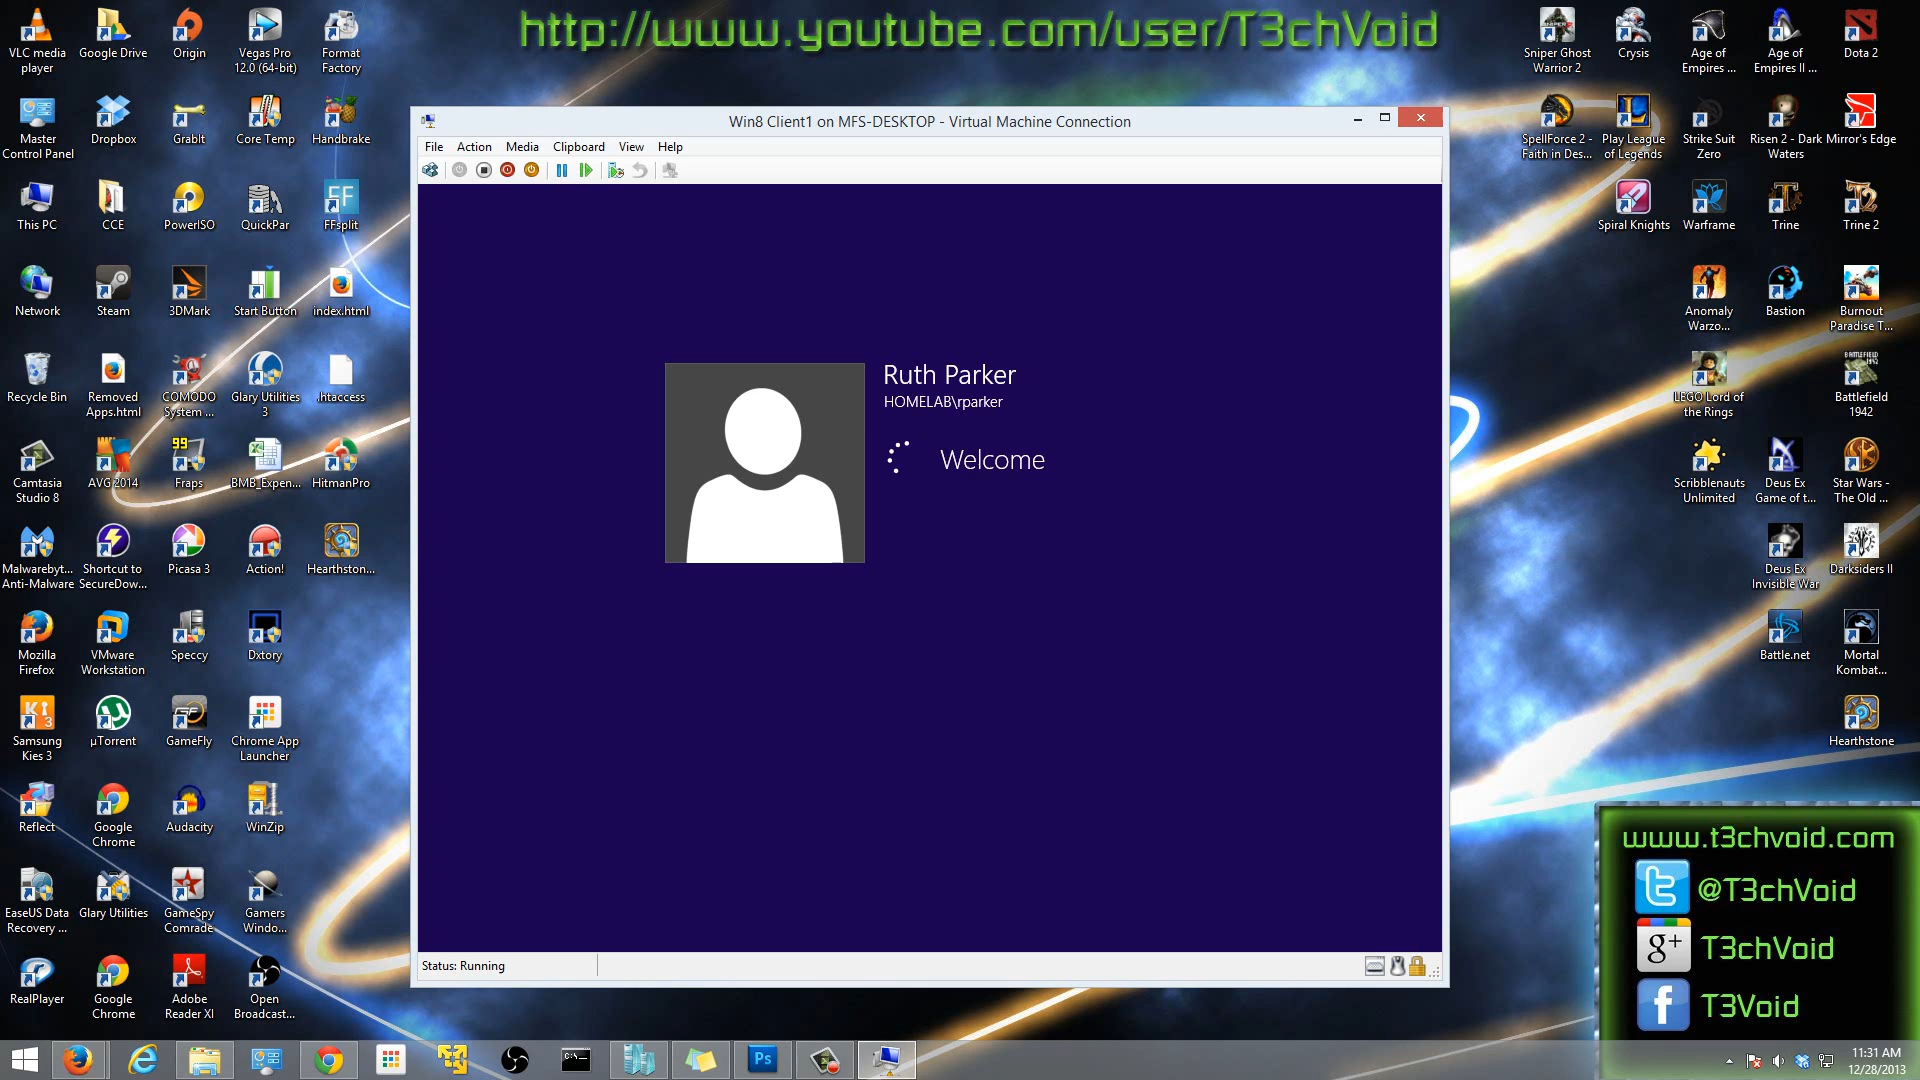 http://www.youtube.com/user/T3chVoid
VLC media
player
Google Drive
Origin
Vegas Pro
12.0 (64-bit)
Format
Factory
Master
Control Panel
Dropbox
GrabIt
Core Temp
Handbrake
This PC
CCE
PowerISO
QuickPar
FFsplit
Network
Steam
3DMark
Start Button
index.html
Recycle Bin
Removed
Apps.html
COMODO
System ...
Glary Utilities
3
.htaccess
Camtasia
Studio 8
AVG 2014
99
Fraps
BMB_Expen...
HitmanPro
Malwarebyt...
Anti-Malware
Shortcut to
SecureDow...
Picasa 3
Action!
Hearthston...
Mozilla
Firefox
VMware
Workstation
Speccy
Dxtory
Samsung
Kies 3
µTorrent
GameFly
Chrome App
Launcher
Reflect
Google
Chrome
Audacity
WinZip
EaseUS Data
Recovery ...
Glary Utilities
GameSpy
Comrade
Gamers
Windo...
RealPlayer
Google
Chrome
Adobe
Reader XI
Open
Broadcast...
Win8 Client1 on MFS-DESKTOP - Virtual Machine Connection
File Action Media Clipboard View Help
Ruth Parker
HOMELAB\rparker
Welcome
Status: Running
Sniper Ghost
Warrior 2
Crysis
Age of
Empires ...
Age of
Empires II ...
Dota 2
SpellForce 2 -
Faith in Des...
Play League
of Legends
Strike Suit
Zero
Risen 2 - Dark
Waters
Mirror's Edge
Spiral Knights
Warframe
Trine
Trine 2
Anomaly
Warzo...
Bastion
Burnout
Paradise T...
LEGO Lord of
the Rings
Battlefield
1942
Scribblenauts
Unlimited
Deus Ex
Game of t...
Star Wars -
The Old ...
Deus Ex
Invisible War
Darksiders II
Battle.net
Mortal
Kombat...
Hearthstone
www.t3chvoid.com
@T3chVoid
g+ T3chVoid
f T3Void
Ps
11:31 AM
12/28/2013